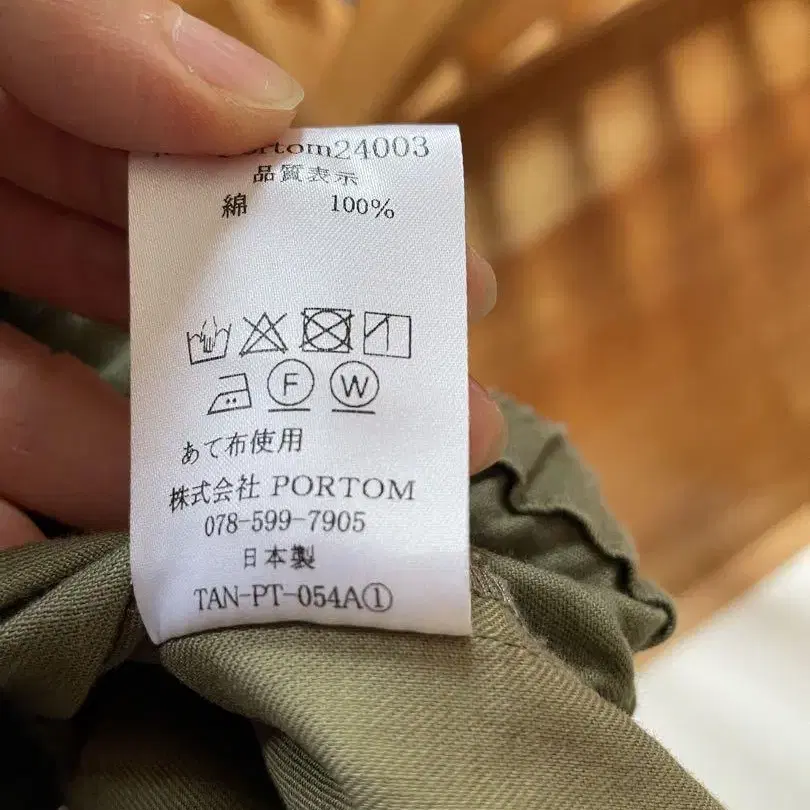 portom24003
品質表示
綿 100%
F W
あて布使用
株式会社 PORTOM
078-599-7905
日本製
TAN-PT-054A①